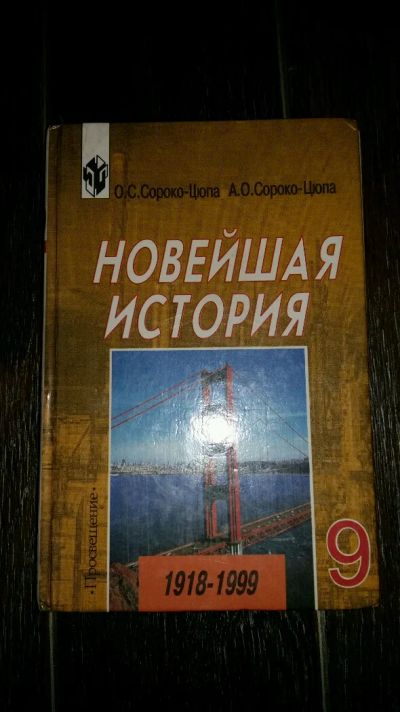 О.С.Сороко-Цюпа А.О.Сороко-Цюпа
НОВЕЙШАЯ
ИСТОРИЯ
•Просвещение•
1918-1999
9